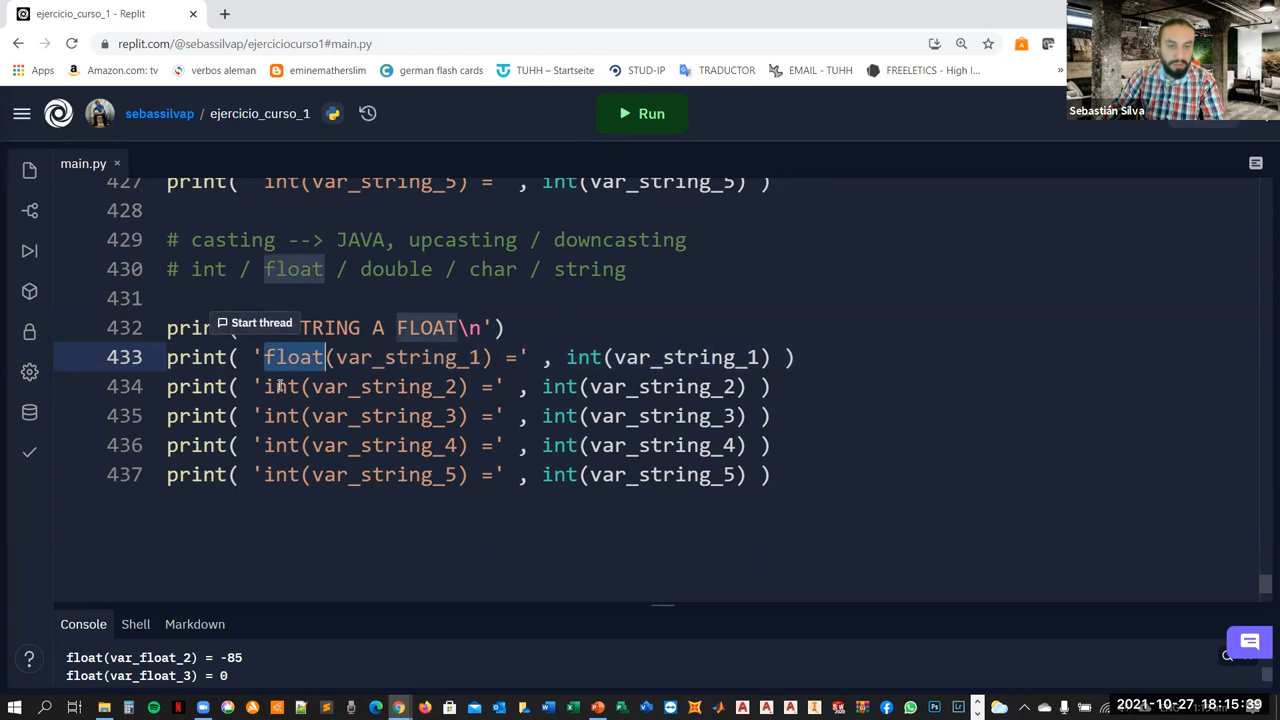 ejercicio_curso_1 - Replit
replit.com/@sebassilvap/ejerciciocurso1#main.py
Apps
Amazon.com: tv
verbos aleman
eminemathslim
german flash cards
TUHH – Startseite
STUD-IP
TRADUCTOR
EMAIL - TUHH
FREELETICS - High I...
»
Sebastián Silva
sebassilvap / ejercicio_curso_1
Run
main.py
427 print( 'int(var_string_5) =' , int(var_string_5) )
428
429 # casting --> JAVA, upcasting / downcasting
430 # int / float / double / char / string
431
Start thread
432 prin TRING A FLOAT\n')
433 print( 'float(var_string_1) =' , int(var_string_1) )
434 print( 'int(var_string_2) =' , int(var_string_2) )
435 print( 'int(var_string_3) =' , int(var_string_3) )
436 print( 'int(var_string_4) =' , int(var_string_4) )
437 print( 'int(var_string_5) =' , int(var_string_5) )
Console
Shell
Markdown
float(var_float_2) = -85
float(var_float_3) = 0
2021-10-27 18:15:39